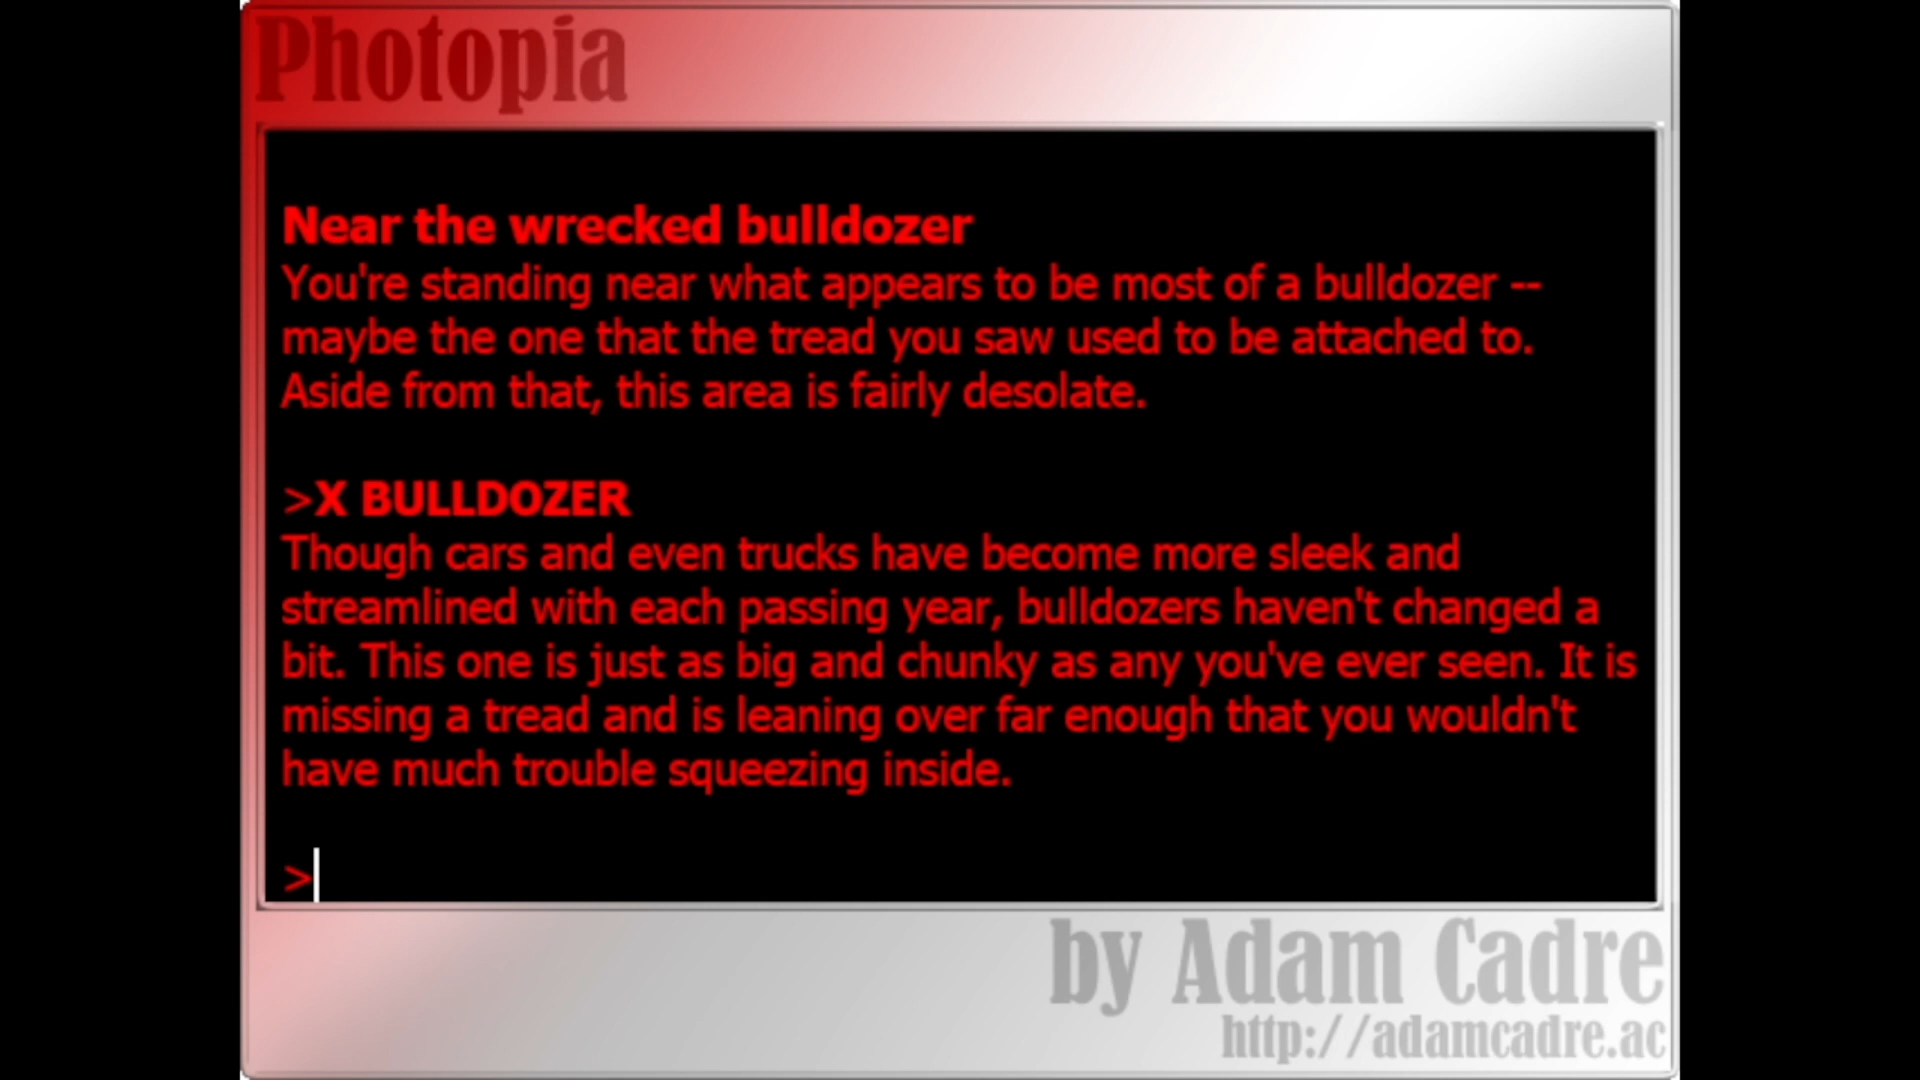 Photopia
Near the wrecked bulldozer
You're standing near what appears to be most of a bulldozer --
maybe the one that the tread you saw used to be attached to.
Aside from that, this area is fairly desolate.
>X BULLDOZER
Though cars and even trucks have become more sleek and
streamlined with each passing year, bulldozers haven't changed a
bit. This one is just as big and chunky as any you've ever seen. It is
missing a tread and is leaning over far enough that you wouldn't
have much trouble squeezing inside.
>
by Adam Cadre
http://adamcadre.ac